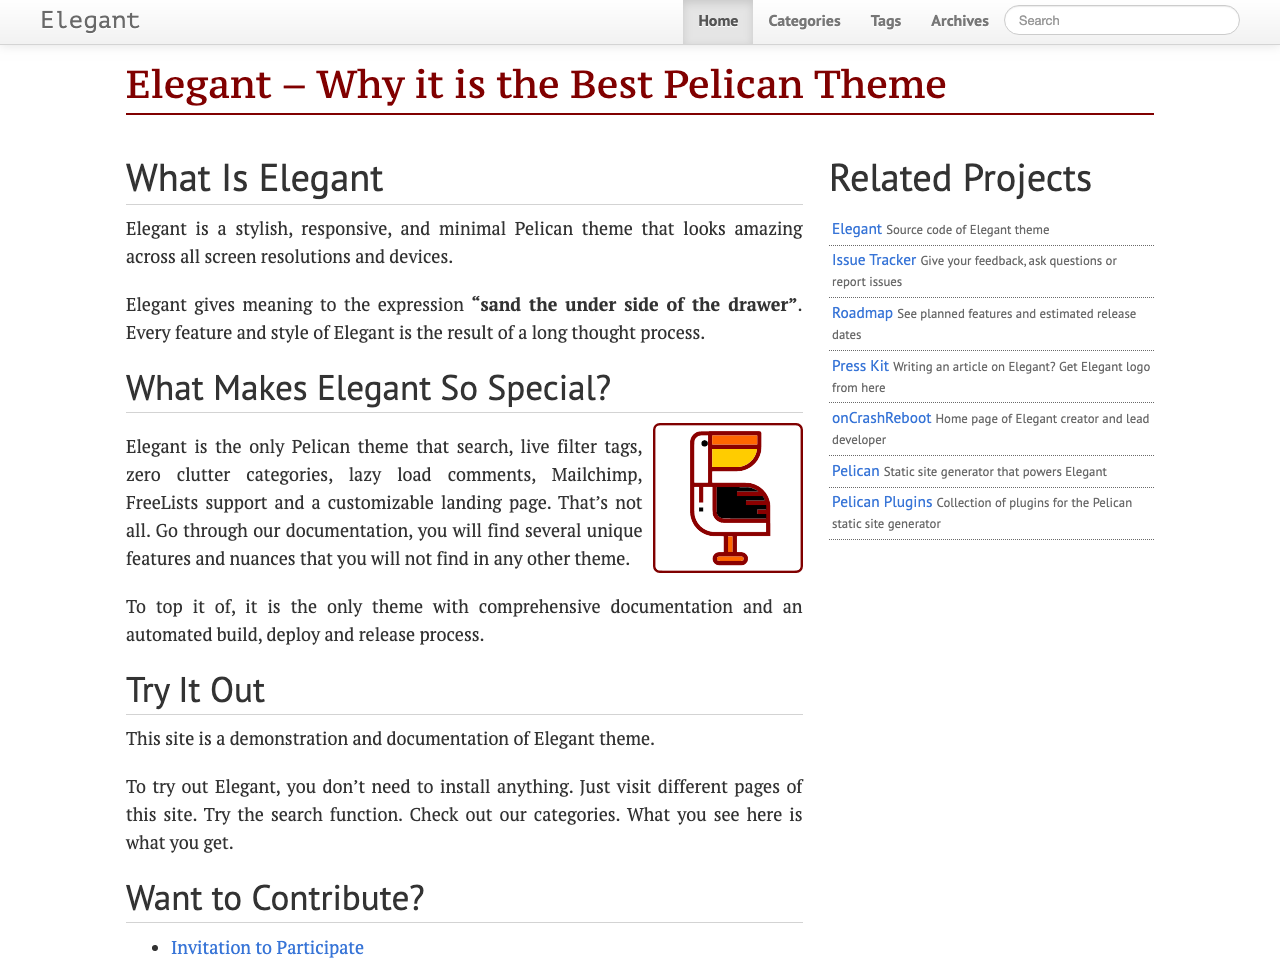 Elegant
Home
Categories
Tags
Archives
Search
Elegant – Why it is the Best Pelican Theme
What Is Elegant
Elegant is a stylish, responsive, and minimal Pelican theme that looks amazing
across all screen resolutions and devices.
Elegant gives meaning to the expression “sand the under side of the drawer”.
Every feature and style of Elegant is the result of a long thought process.
What Makes Elegant So Special?
Elegant is the only Pelican theme that search, live filter tags,
zero clutter categories, lazy load comments, Mailchimp,
FreeLists support and a customizable landing page. That’s not
all. Go through our documentation, you will find several unique
features and nuances that you will not find in any other theme.
To top it of, it is the only theme with comprehensive documentation and an
automated build, deploy and release process.
Try It Out
This site is a demonstration and documentation of Elegant theme.
To try out Elegant, you don’t need to install anything. Just visit different pages of
this site. Try the search function. Check out our categories. What you see here is
what you get.
Want to Contribute?
• Invitation to Participate
Related Projects
Elegant Source code of Elegant theme
Issue Tracker Give your feedback, ask questions or
report issues
Roadmap See planned features and estimated release
dates
Press Kit Writing an article on Elegant? Get Elegant logo
from here
onCrashReboot Home page of Elegant creator and lead
developer
Pelican Static site generator that powers Elegant
Pelican Plugins Collection of plugins for the Pelican
static site generator